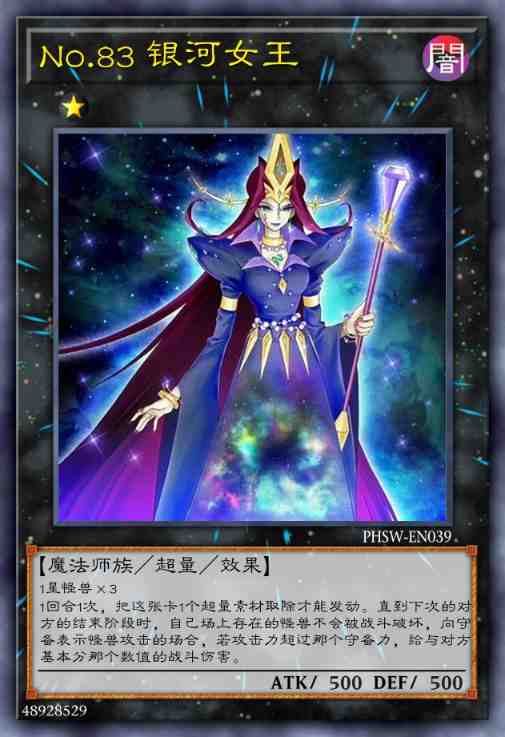 No.83 银河女王
闇
PHSW-EN039
【魔法师族／超量／效果】
1星怪兽×3
1回合1次，把这张卡1个超量素材取除才能发动。直到下次的对
方的结束阶段时，自己场上存在的怪兽不会被战斗破坏，向守
备表示怪兽攻击的场合，若攻击力超过那个守备力，给与对方
基本分那个数值的战斗伤害。
ATK/ 500 DEF/ 500
48928529